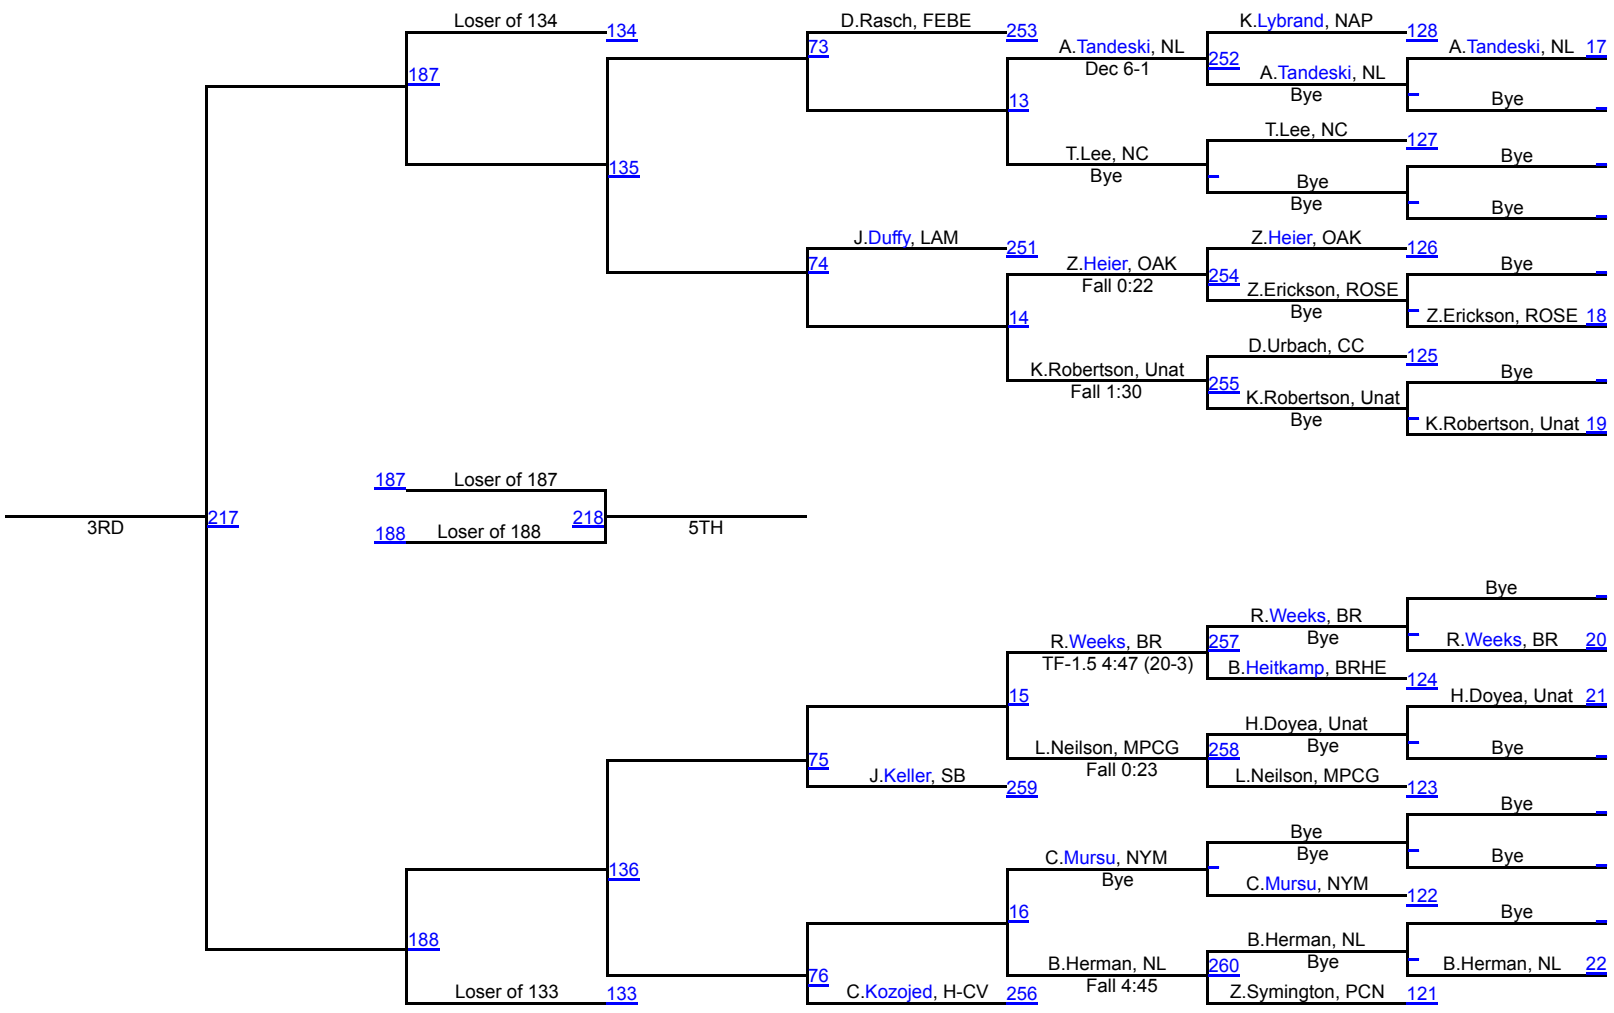 Loser of 134
134
D.Rasch, FEBE
253
K.Lybrand, NAP
128
73
A.Tandeski, NL
Dec 6-1
252
A.Tandeski, NL 17
187
A.Tandeski, NL
Bye
Bye
13
T.Lee, NC
127
135
T.Lee, NC
Bye
Bye
Bye
Bye
Bye
J.Duffy, LAM
251
Z.Heier, OAK
126
74
Z.Heier, OAK
Fall 0:22
254
Bye
Z.Erickson, ROSE
Bye
14
Z.Erickson, ROSE 18
D.Urbach, CC
125
K.Robertson, Unat
Fall 1:30
255
Bye
K.Robertson, Unat
Bye
K.Robertson, Unat 19
187 Loser of 187
217
218
3RD
188 Loser of 188
5TH
Bye
R.Weeks, BR
Bye
R.Weeks, BR
TF-1.5 4:47 (20-3)
257
R.Weeks, BR 20
B.Heitkamp, BRHE
124
15
H.Doyea, Unat 21
H.Doyea, Unat
Bye
L.Neilson, MPCG
Fall 0:23
258
Bye
75
J.Keller, SB
259
L.Neilson, MPCG
123
Bye
Bye
Bye
136
C.Mursu, NYM
Bye
Bye
C.Mursu, NYM
122
16
Bye
188
B.Herman, NL
Bye
76
B.Herman, NL
Fall 4:45
260
B.Herman, NL 22
Loser of 133
133
C.Kozojed, H-CV
256
Z.Symington, PCN
121